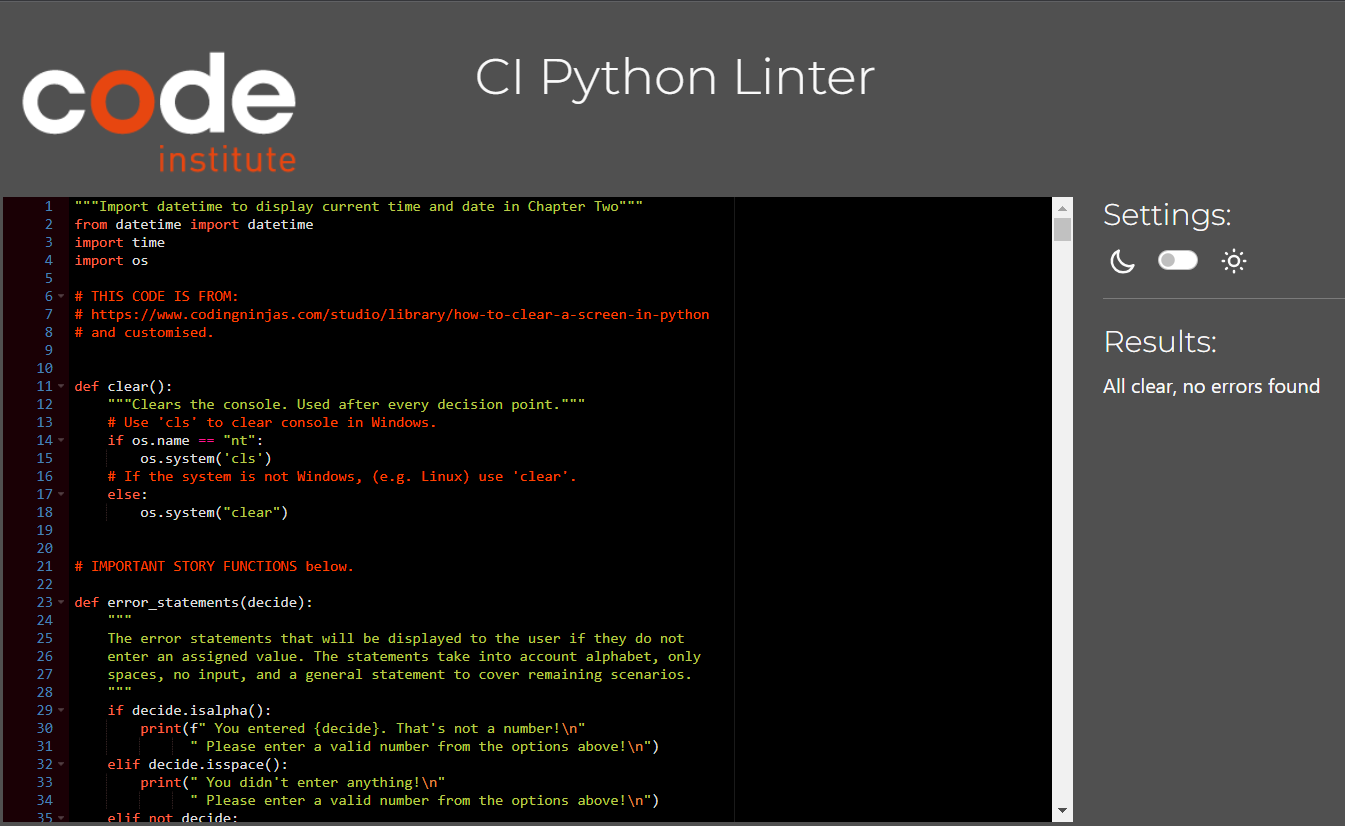 code
institute
CI Python Linter
1 """Import datetime to display current time and date in Chapter Two"""
2 from datetime import datetime
3 import time
4 import os
5
6 # THIS CODE IS FROM:
7 # https://www.codingninjas.com/studio/library/how-to-clear-a-screen-in-python
8 # and customised.
9
10
11 def clear():
12     """Clears the console. Used after every decision point."""
13     # Use 'cls' to clear console in Windows.
14     if os.name == "nt":
15         os.system('cls')
16     # If the system is not Windows, (e.g. Linux) use 'clear'.
17     else:
18         os.system("clear")
19
20
21 # IMPORTANT STORY FUNCTIONS below.
22
23 def error_statements(decide):
24     """
25     The error statements that will be displayed to the user if they do not
26     enter an assigned value. The statements take into account alphabet, only
27     spaces, no input, and a general statement to cover remaining scenarios.
28     """
29     if decide.isalpha():
30         print(f" You entered {decide}. That's not a number!\n"
31               " Please enter a valid number from the options above!\n")
32     elif decide.isspace():
33         print(" You didn't enter anything!\n"
34               " Please enter a valid number from the options above!\n")
35     elif not decide:
Settings:
Results:
All clear, no errors found